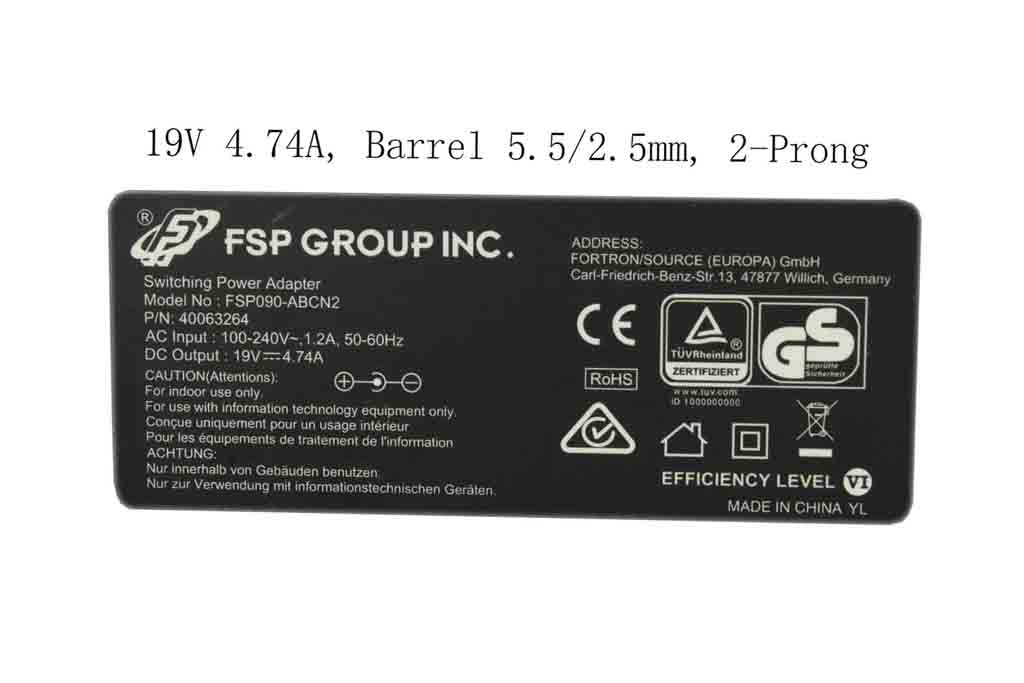 19V 4.74A, Barrel 5.5/2.5mm, 2-Prong
® FSP GROUP INC.
Switching Power Adapter
Model No : FSP090-ABCN2
P/N: 40063264
AC Input : 100-240V~,1.2A, 50-60Hz
DC Output : 19V⎓4.74A
CAUTION(Attentions):
For indoor use only.
For use with information technology equipment only.
Conçue uniquement pour un usage intérieur
Pour les équipements de traitement de l'information
ACHTUNG:
Nur innerhalb von Gebäuden benutzen
Nur zur Verwendung mit informationstechnischen Geräten.
ADDRESS:
FORTRON/SOURCE (EUROPA) GmbH
Carl-Friedrich-Benz-Str.13, 47877 Willich, Germany
CE
TÜVRheinland ®
ZERTIFIZIERT
GS
geprüfte
Sicherheit
www.tuv.com
ID 1000000000
RoHS
EFFICIENCY LEVEL VI
MADE IN CHINA YL